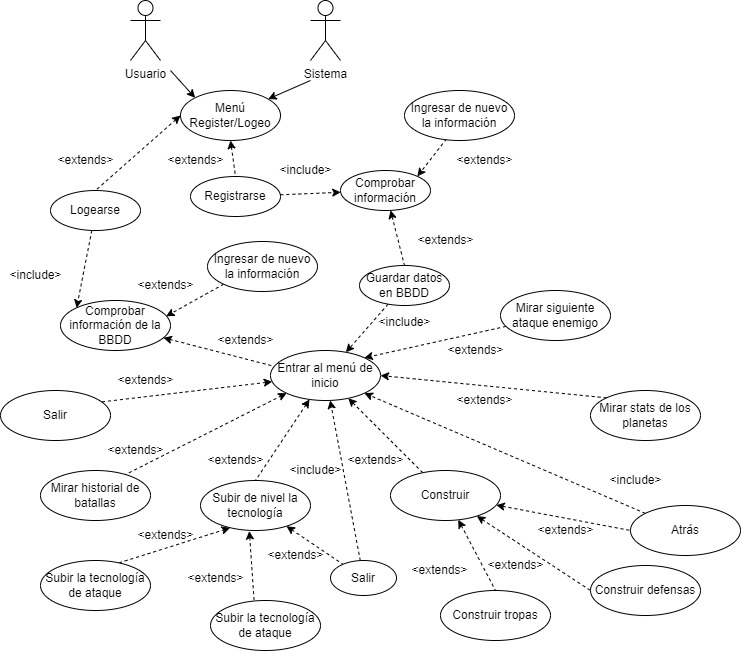 Usuario
Sistema
Menú
Register/Logeo
Ingresar de nuevo
la información
<extends>
<extends>
<include>
<extends>
Comprobar
información
Registrarse
Logearse
<extends>
Ingresar de nuevo
la información
<include>
<extends>
Guardar datos
en BBDD
Comprobar
información de la
BBDD
<include>
Mirar siguiente
ataque enemigo
<extends>
<extends>
Entrar al menú de
inicio
<extends>
<extends>
Salir
Mirar stats de los
planetas
<extends>
<extends>
<include>
<extends>
<include>
Mirar historial de
batallas
Subir de nivel la
tecnología
Construir
Atrás
<extends>
<extends>
<extends>
Subir la tecnología
de ataque
<extends>
Salir
<extends>
<extends>
Construir defensas
Subir la tecnología
de ataque
Construir tropas